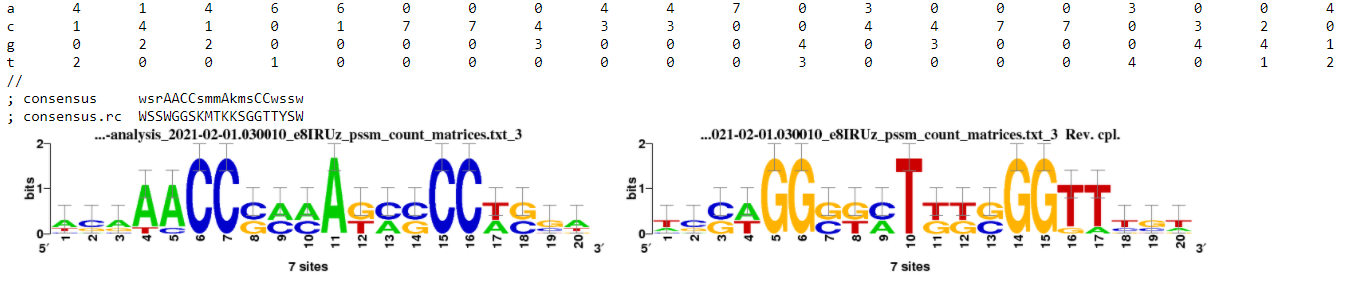 a 4 1 4 6 6 0 0 0 4 4 7 0 3 0 0 0 3 0 0 4
c 1 4 1 0 1 7 7 4 3 3 0 0 4 4 7 7 0 3 2 0
g 0 2 2 0 0 0 0 3 0 0 0 4 0 3 0 0 0 4 4 1
t 2 0 0 1 0 0 0 0 0 0 0 3 0 0 0 0 4 0 1 2
//
; consensus wsrAACCsmmAkmsCCwssw
; consensus.rc WSSWGGSKMTKKSGGTTYSW
...-analysis_2021-02-01.030010_e8IRUz_pssm_count_matrices.txt_3
2
1
0
bits
AACCCAAAGCCCCTG
5′ 1 2 3 4 5 6 7 8 9 10 11 12 13 14 15 16 17 18 19 20 3′
7 sites
...021-02-01.030010_e8IRUz_pssm_count_matrices.txt_3 Rev. cpl.
2
1
0
bits
CAGGGGCTTTGGGTT
5′ 1 2 3 4 5 6 7 8 9 10 11 12 13 14 15 16 17 18 19 20 3′
7 sites